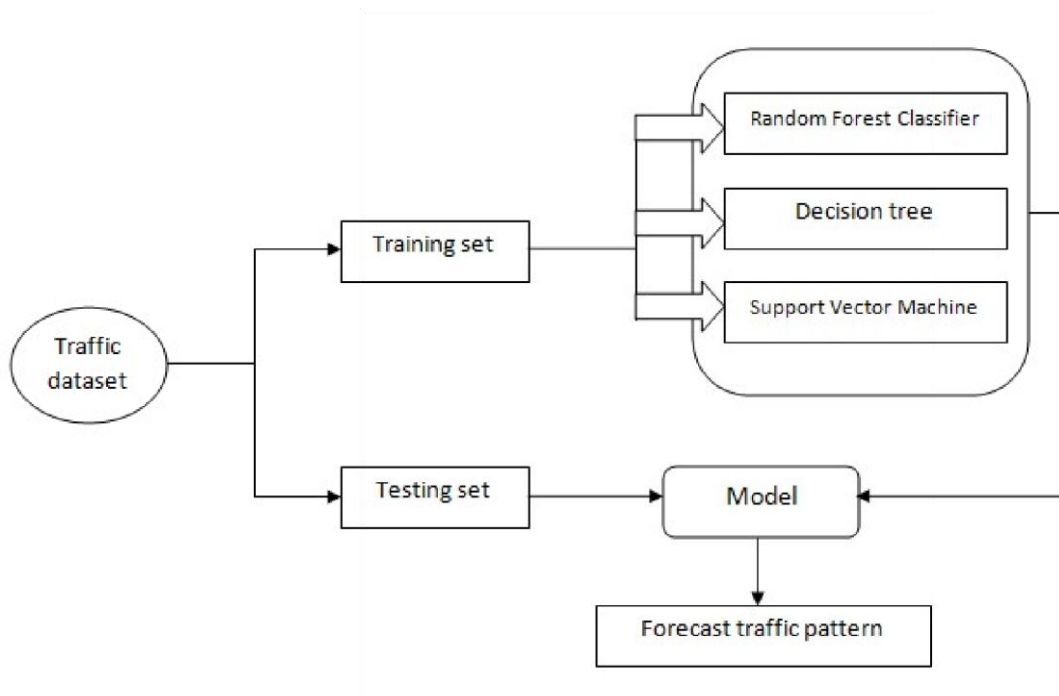 Random Forest Classifier
Decision tree
Training set
Support Vector Machine
Traffic
dataset
Testing set
Model
Forecast traffic pattern